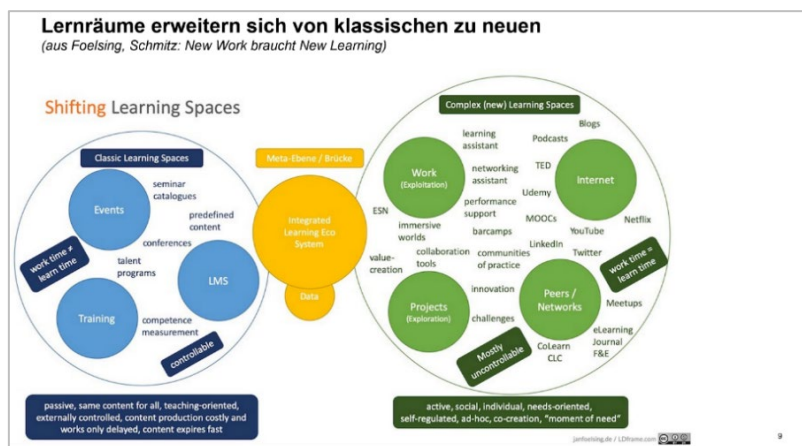 Lernräume erweitern sich von klassischen zu neuen
(aus Foelsing, Schmitz: New Work braucht New Learning)
Shifting Learning Spaces
Classic Learning Spaces
Events
seminar
catalogues
predefined
content
conferences
work time ≠
learn time
talent
programs
LMS
Training
competence
measurement
controllable
passive, same content for all, teaching-oriented,
externally controlled, content production costly and
works only delayed, content expires fast
Meta-Ebene / Brücke
Integrated
Learning Eco
System
Data
Complex (new) Learning Spaces
Work
(Exploitation)
learning
assistant
networking
assistant
performance
support
ESN
immersive
worlds
barcamps
value-
creation
collaboration
tools
communities
of practice
Projects
(Exploration)
innovation
challenges
Blogs
Podcasts
TED
Internet
Udemy
MOOCs
YouTube
Netflix
LinkedIn
Twitter
work time =
learn time
Peers /
Networks
Meetups
Mostly
uncontrollable
CoLearn
CLC
eLearning
Journal
F&E
active, social, individual, needs-oriented,
self-regulated, ad-hoc, co-creation, "moment of need"
janfoelsing.de / LDframe.com
9